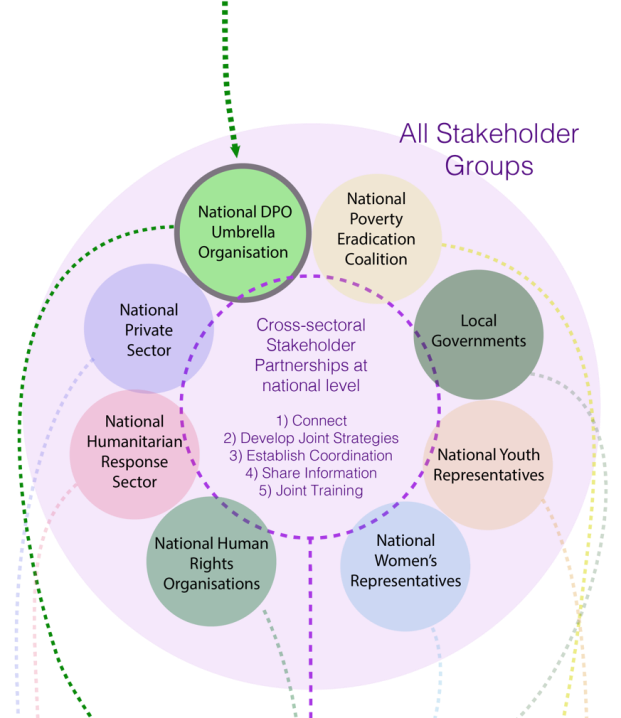 All Stakeholder
Groups
National DPO
Umbrella
Organisation
National
Poverty
Eradication
Coalition
National
Private
Sector
Local
Governments
Cross-sectoral
Stakeholder
Partnerships at
national level
1) Connect
2) Develop Joint Strategies
3) Establish Coordination
4) Share Information
5) Joint Training
National
Humanitarian
Response
Sector
National Youth
Representatives
National Human
Rights
Organisations
National
Women's
Representatives